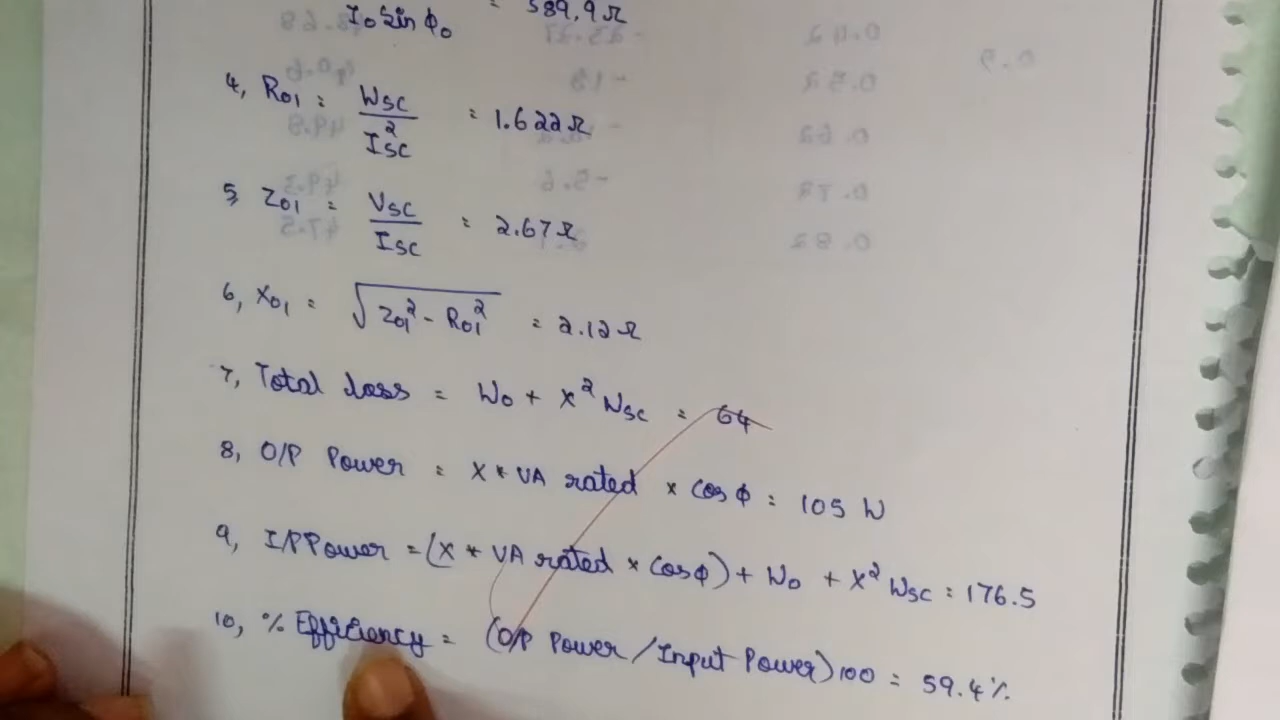 I₀ Sin ϕ₀ = 589.9 Ω
4, R₀₁ = Wsc / I²sc = 1.622 Ω
5, Z₀₁ = Vsc / Isc = 2.67 Ω
6, X₀₁ = √(Z₀₁² - R₀₁²) = 2.12 Ω
7, Total loss = W₀ + X² Wsc = 64
8, O/P Power = X * VA rated × Cos ϕ = 105 W
9, I/P Power = (X * VA rated × Cos ϕ) + W₀ + X² Wsc = 176.5
10, % Efficiency = (O/P Power / Input Power) 100 = 59.4 %